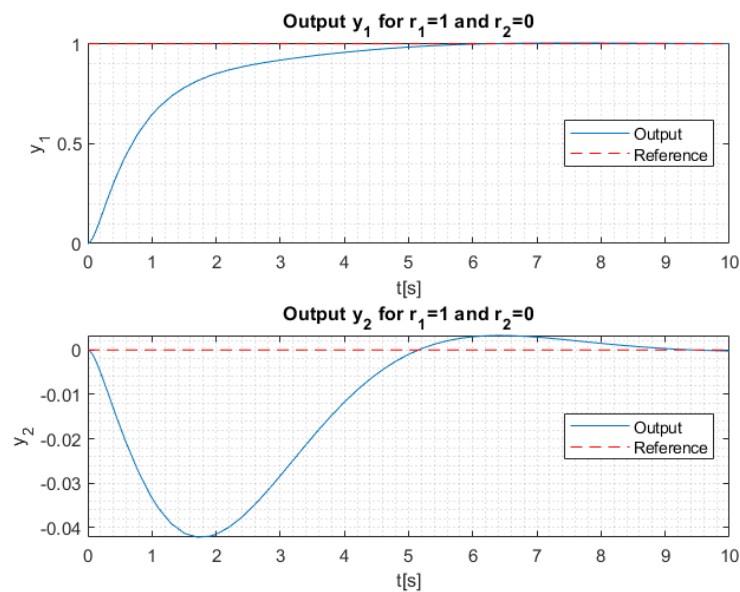 Output y₁ for r₁=1 and r₂=0
1
0.5
0
y₁
Output
Reference
0 1 2 3 4 5 6 7 8 9 10
t[s]
Output y₂ for r₁=1 and r₂=0
0
-0.01
-0.02
-0.03
-0.04
y₂
Output
Reference
0 1 2 3 4 5 6 7 8 9 10
t[s]